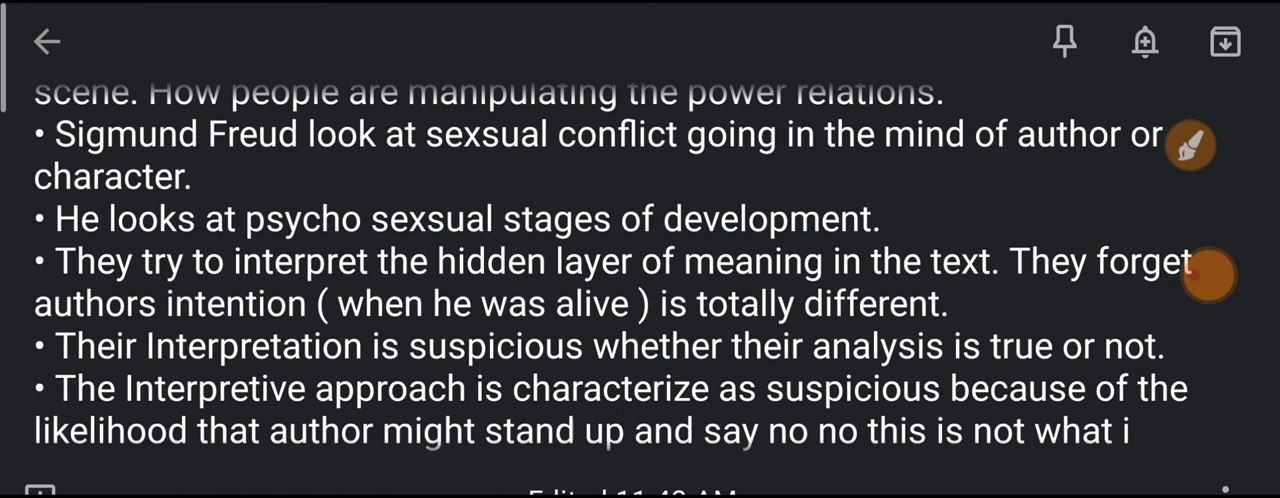 scene. How people are manipulating the power relations.
• Sigmund Freud look at sexsual conflict going in the mind of author or
character.
• He looks at psycho sexsual stages of development.
• They try to interpret the hidden layer of meaning in the text. They forget
authors intention ( when he was alive ) is totally different.
• Their Interpretation is suspicious whether their analysis is true or not.
• The Interpretive approach is characterize as suspicious because of the
likelihood that author might stand up and say no no this is not what i
Edited 11: